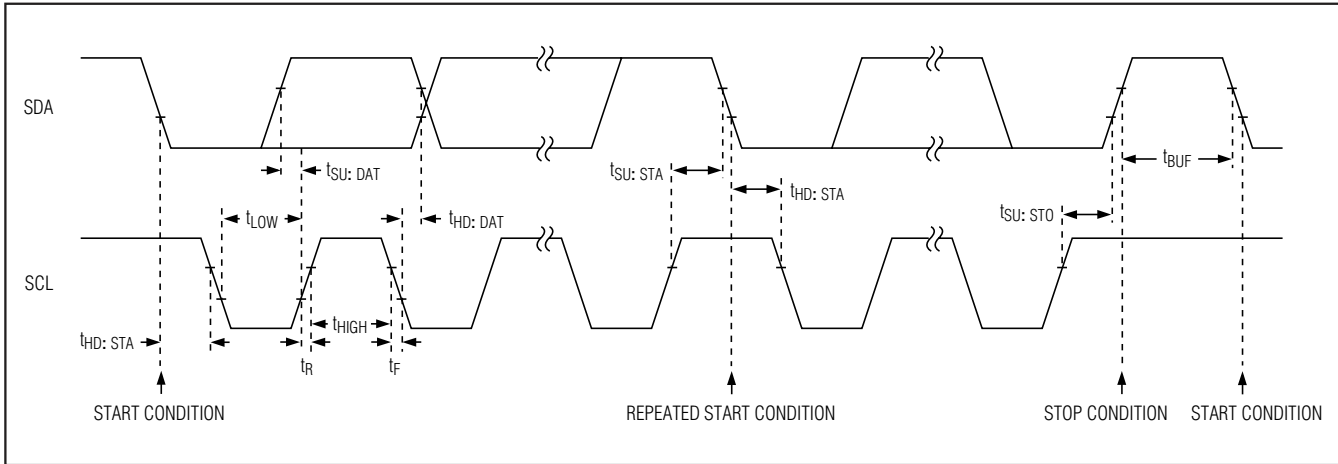 SDA
tSU: DAT
tSU: STA
tBUF
tHD: STA
tLOW
tHD: DAT
tSU: STO
SCL
tHIGH
tHD: STA
tR
tF
START CONDITION
REPEATED START CONDITION
STOP CONDITION
START CONDITION